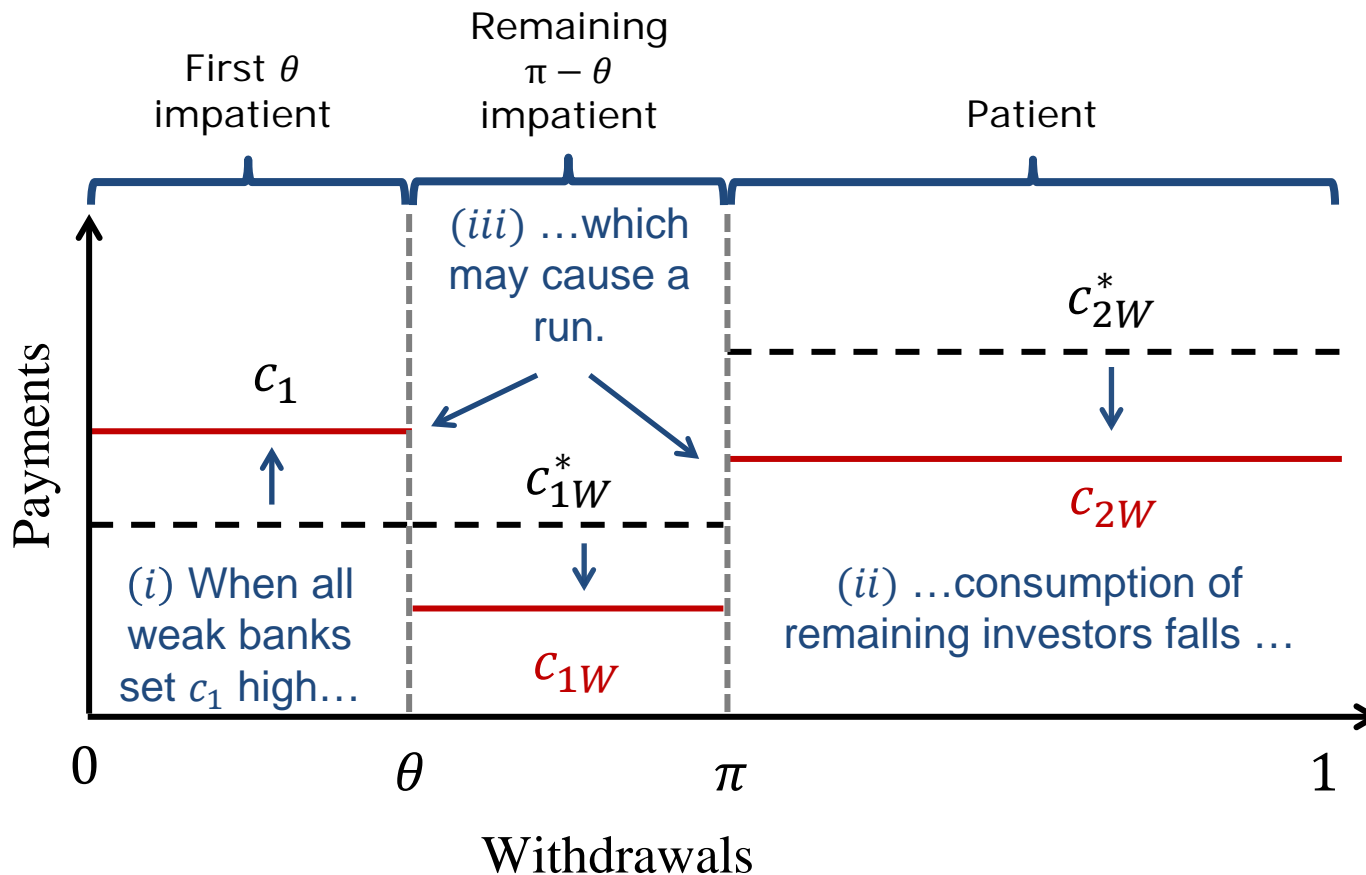 First θ
impatient
Remaining
π − θ
impatient
Patient
Payments
c₁
(i) When all
weak banks
set c₁ high…
(iii) …which
may cause a
run.
c*₁W
c₁W
c*₂W
c₂W
(ii) …consumption of
remaining investors falls …
0
θ
π
1
Withdrawals